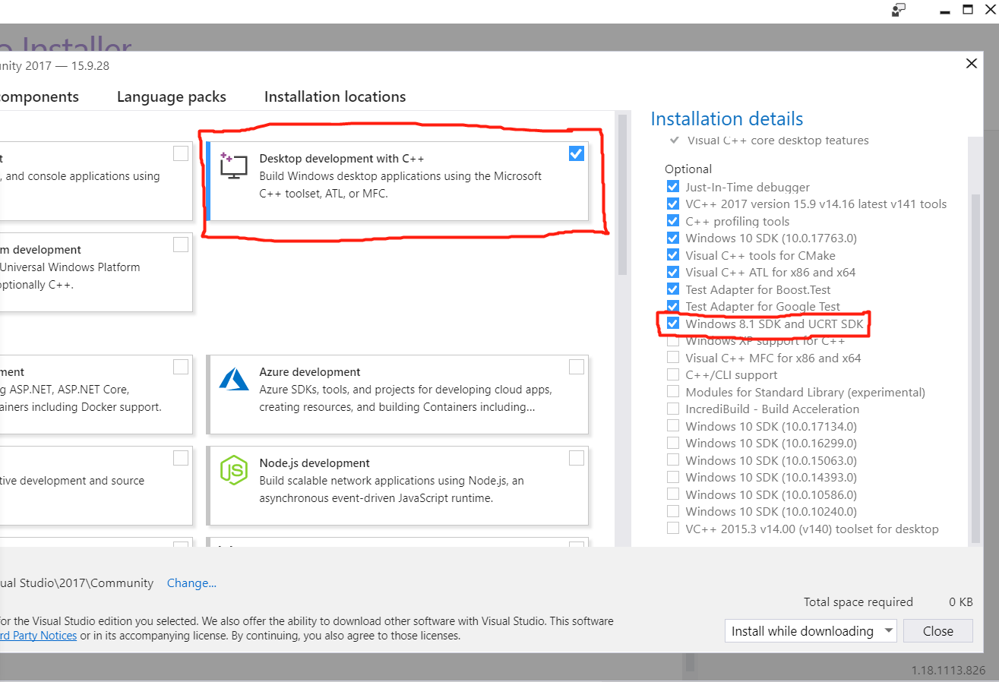 Installer
2017 — 15.9.28
Language packs
Installation locations
Installation details
Visual C++ core desktop features
Optional
Just-In-Time debugger
VC++ 2017 version 15.9 v14.16 latest v141 tools
C++ profiling tools
Windows 10 SDK (10.0.17763.0)
Visual C++ tools for CMake
Visual C++ ATL for x86 and x64
Test Adapter for Boost.Test
Test Adapter for Google Test
Windows 8.1 SDK and UCRT SDK
Windows XP support for C++
Visual C++ MFC for x86 and x64
C++/CLI support
Modules for Standard Library (experimental)
IncrediBuild - Build Acceleration
Windows 10 SDK (10.0.17134.0)
Windows 10 SDK (10.0.16299.0)
Windows 10 SDK (10.0.15063.0)
Windows 10 SDK (10.0.14393.0)
Windows 10 SDK (10.0.10586.0)
Windows 10 SDK (10.0.10240.0)
VC++ 2015.3 v14.00 (v140) toolset for desktop
, and console applications using
Desktop development with C++
Build Windows desktop applications using the Microsoft
C++ toolset, ATL, or MFC.
development
Universal Windows Platform
C++.
ASP.NET, ASP.NET Core,
including Docker support.
Azure development
Azure SDKs, tools, and projects for developing cloud apps,
creating resources, and building Containers including...
development and source
JS
Node.js development
Build scalable network applications using Node.js, an
asynchronous event-driven JavaScript runtime.
Studio\2017\Community Change...
Total space required 0 KB
for the Visual Studio edition you selected. We also offer the ability to download other software with Visual Studio. This software
Party Notices or in its accompanying license. By continuing, you also agree to those licenses.
Install while downloading
Close
1.18.1113.826